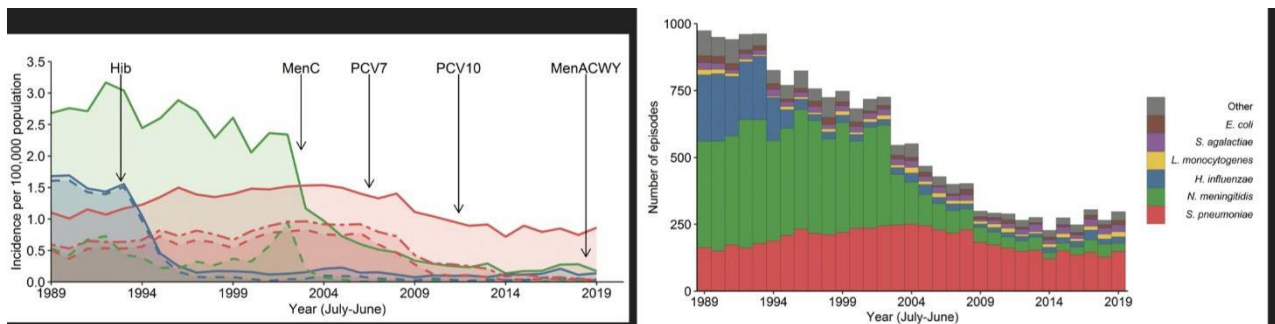 Hib
MenC
PCV7
PCV10
MenACWY
Incidence per 100,000 population
3.5
3.0
2.5
2.0
1.5
1.0
0.5
0.0
1989 1994 1999 2004 2009 2014 2019
Year (July-June)
Number of episodes
1000
750
500
250
0
1989 1994 1999 2004 2009 2014 2019
Year (July-June)
Other
E. coli
S. agalactiae
L. monocytogenes
H. influenzae
N. meningitidis
S. pneumoniae